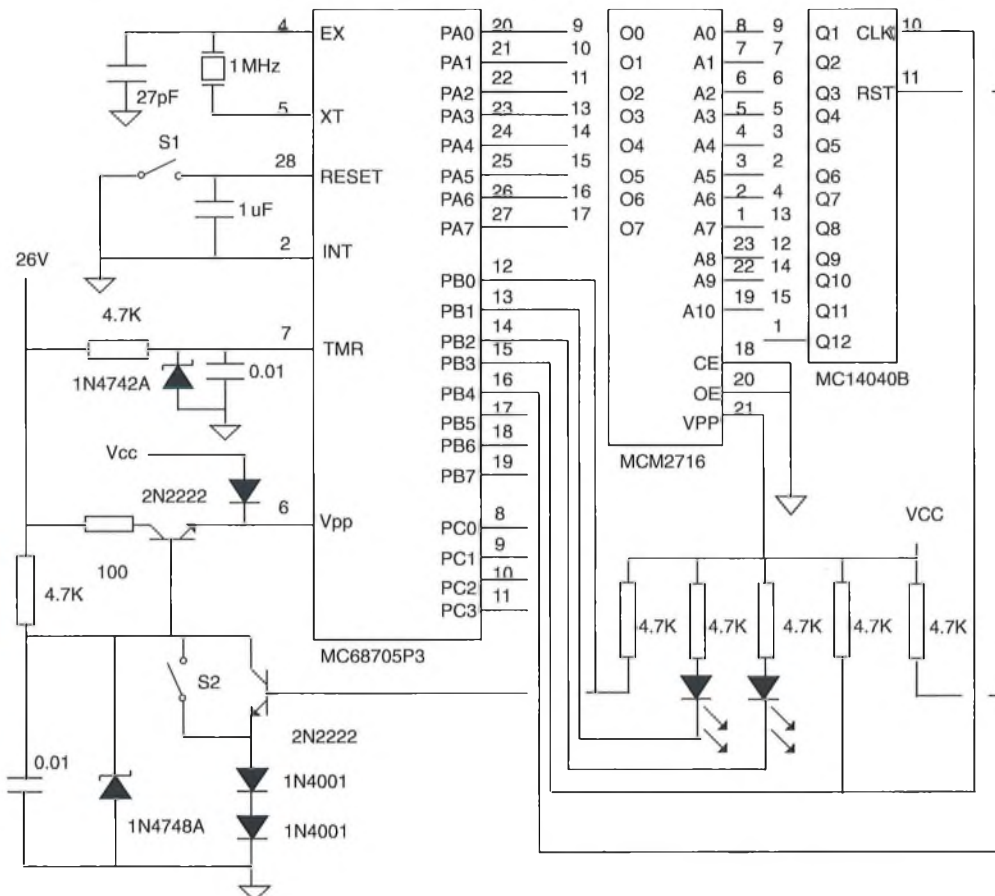 4 EX PA0 20 9 O0 A0 8 9 Q1 CLK 10
1 MHz 21 10
PA1 O1 A1 7 7 Q2
27pF 22 11
PA2 O2 A2 6 6 Q3 RST 11
5 XT PA3 23 13 O3 A3 5 5 Q4
PA4 24 14 O4 A4 4 3 Q5
S1
28 RESET PA5 25 15 O5 A5 3 2 Q6
PA6 26 16 O6 A6 2 4 Q7
1 uF
PA7 27 17 O7 A7 1 13 Q8
2 INT A8 23 12 Q9
26V
PB0 12 A9 22 14 Q10
4.7K
PB1 13 A10 19 15 Q11
7 TMR PB2 14 1 Q12
PB3 15 CE 18
1N4742A 0.01 MC14040B
PB4 16 OE 20
PB5 17 VPP 21
PB6 18
Vcc MCM2716
PB7 19
2N2222
6 Vpp PC0 8 VCC
PC1 9
100
PC2 10
4.7K
PC3 11
4.7K 4.7K 4.7K 4.7K 4.7K
MC68705P3
S2
2N2222
0.01
1N4001
1N4748A
1N4001